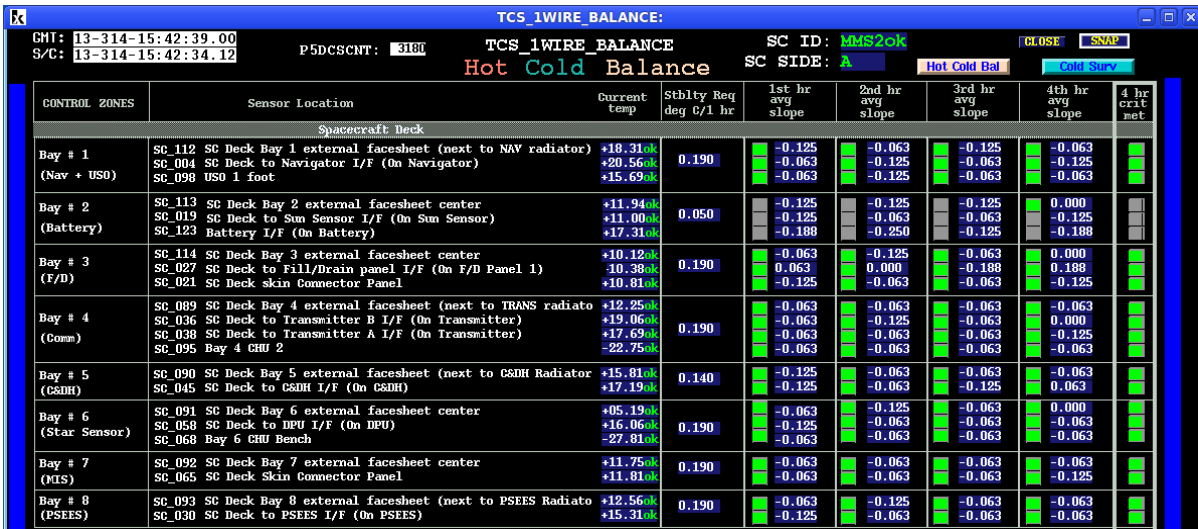 TCS_1WIRE_BALANCE:
GMT: 13-314-15:42:39.00
S/C: 13-314-15:42:34.12
P5DCSCNT: 3180
TCS_1WIRE_BALANCE
Hot Cold Balance
SC ID: MMS2ok
SC SIDE: A
CLOSE SNAP
Hot Cold Bal Cold Surv
CONTROL ZONES Sensor Location Current temp Stblty Req deg C/1 hr 1st hr avg slope 2nd hr avg slope 3rd hr avg slope 4th hr avg slope 4 hr crit met
Spacecraft Deck
Bay # 1
(Nav + USO)
SC_112 SC Deck Bay 1 external facesheet (next to NAV radiator) +18.31ok 0.190 -0.125 -0.063 -0.125 -0.063
SC_004 SC Deck to Navigator I/F (On Navigator) +20.56ok -0.063 -0.125 -0.125 -0.063
SC_098 USO 1 foot +15.69ok -0.125 -0.125 -0.063 -0.063
Bay # 2
(Battery)
SC_113 SC Deck Bay 2 external facesheet center +11.94ok 0.050 -0.125 -0.125 -0.125 0.000
SC_019 SC Deck to Sun Sensor I/F (On Sun Sensor) +11.00ok -0.125 -0.063 -0.063 -0.125
SC_123 Battery I/F (On Battery) +17.31ok -0.188 -0.250 -0.125 -0.188
Bay # 3
(F/D)
SC_114 SC Deck Bay 3 external facesheet center +10.12ok 0.190 -0.063 -0.125 -0.063 0.000
SC_027 SC Deck to Fill/Drain panel I/F (On F/D Panel 1) -10.38ok 0.063 0.000 -0.188 0.188
SC_021 SC Deck skin Connector Panel +10.81ok -0.125 -0.063 -0.063 -0.125
Bay # 4
(Comm)
SC_089 SC Deck Bay 4 external facesheet (next to TRANS radiato +12.25ok 0.190 -0.063 -0.063 -0.063 -0.063
SC_036 SC Deck to Transmitter B I/F (On Transmitter) +19.06ok -0.063 -0.125 -0.063 0.000
SC_038 SC Deck to Transmitter A I/F (On Transmitter) +17.69ok -0.063 -0.063 -0.063 -0.125
SC_095 Bay 4 CHU 2 -22.75ok -0.063 -0.063 -0.063 -0.063
Bay # 5
(C&DH)
SC_090 SC Deck Bay 5 external facesheet (next to C&DH Radiator +15.81ok 0.140 -0.125 -0.063 -0.063 -0.125
SC_045 SC Deck to C&DH I/F (On C&DH) +17.19ok -0.063 -0.063 -0.125 0.063
Bay # 6
(Star Sensor)
SC_091 SC Deck Bay 6 external facesheet center +05.19ok 0.190 -0.063 -0.125 -0.063 0.000
SC_058 SC Deck to DPU I/F (On DPU) +16.06ok -0.125 -0.063 -0.063 -0.063
SC_068 Bay 6 CHU Bench -27.81ok -0.063 -0.063 -0.063 -0.063
Bay # 7
(MIS)
SC_092 SC Deck Bay 7 external facesheet center +11.75ok 0.190 -0.063 -0.063 -0.063 -0.063
SC_065 SC Deck Skin Connector Panel +11.81ok -0.063 -0.063 -0.063 -0.125
Bay # 8
(PSEES)
SC_093 SC Deck Bay 8 external facesheet (next to PSEES Radiato +12.56ok 0.190 -0.063 -0.125 -0.063 -0.063
SC_030 SC Deck to PSEES I/F (On PSEES) +15.31ok -0.125 -0.063 -0.063 -0.063